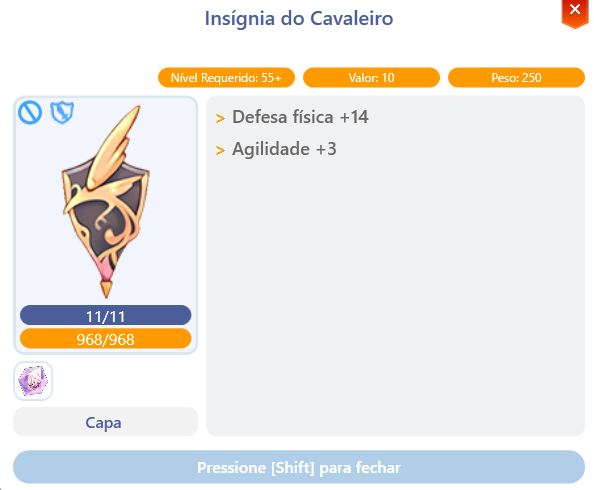 Insígnia do Cavaleiro
Nível Requerido: 55+ Valor: 10 Peso: 250
> Defesa física +14
> Agilidade +3
11/11
968/968
Capa
Pressione [Shift] para fechar